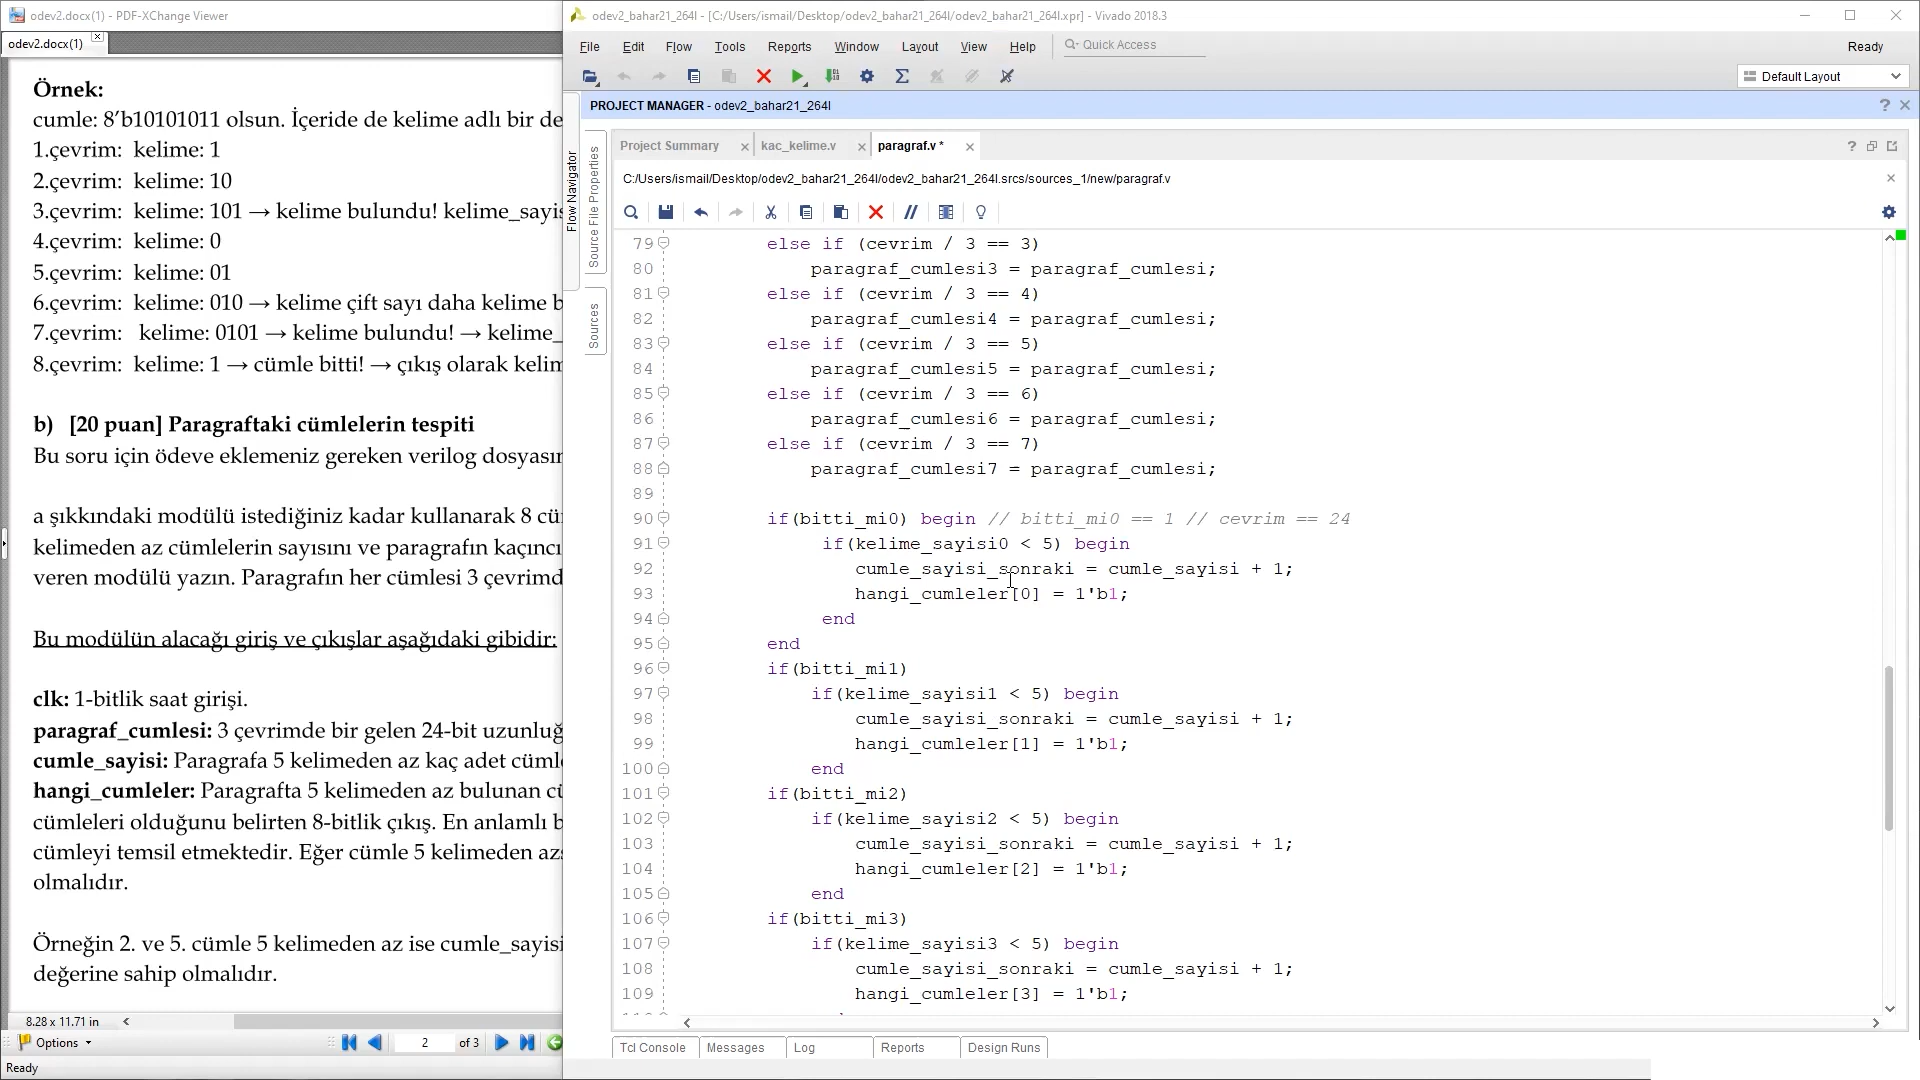 odev2.docx(1) - PDF-XChange Viewer
odev2.docx(1)
Örnek:
cumle: 8′b10101011 olsun. İçeride de kelime adlı bir de
1.çevrim: kelime: 1
2.çevrim: kelime: 10
3.çevrim: kelime: 101 → kelime bulundu! kelime_sayıs
4.çevrim: kelime: 0
5.çevrim: kelime: 01
6.çevrim: kelime: 010 → kelime çift sayı daha kelime b
7.çevrim: kelime: 0101 → kelime bulundu! → kelime_
8.çevrim: kelime: 1 → cümle bitti! → çıkış olarak kelim
b) [20 puan] Paragraftaki cümlelerin tespiti
Bu soru için ödeve eklemeniz gereken verilog dosyasın
a şıkkındaki modülü istediğiniz kadar kullanarak 8 cü
kelimeden az cümlelerin sayısını ve paragrafın kaçıncı
veren modülü yazın. Paragrafın her cümlesi 3 çevrimd
Bu modülün alacağı giriş ve çıkışlar aşağıdaki gibidir:
clk: 1-bitlik saat girişi.
paragraf_cumlesi: 3 çevrimde bir gelen 24-bit uzunluğ
cumle_sayisi: Paragrafa 5 kelimeden az kaç adet cüml
hangi_cumleler: Paragrafta 5 kelimeden az bulunan cü
cümleleri olduğunu belirten 8-bitlik çıkış. En anlamlı b
cümleyi temsil etmektedir. Eğer cümle 5 kelimeden az
olmalıdır.
Örneğin 2. ve 5. cümle 5 kelimeden az ise cumle_sayisi
değerine sahip olmalıdır.
8.28 x 11.71 in
Options
2 of 3
Ready
odev2_bahar21_264l - [C:/Users/ismail/Desktop/odev2_bahar21_264l/odev2_bahar21_264l.xpr] - Vivado 2018.3
File Edit Flow Tools Reports Window Layout View Help Quick Access Ready
Default Layout
PROJECT MANAGER - odev2_bahar21_264l
Flow Navigator
Source File Properties
Sources
Project Summary kac_kelime.v paragraf.v *
C:/Users/ismail/Desktop/odev2_bahar21_264l/odev2_bahar21_264l.srcs/sources_1/new/paragraf.v
79 else if (cevrim / 3 == 3)
80 paragraf_cumlesi3 = paragraf_cumlesi;
81 else if (cevrim / 3 == 4)
82 paragraf_cumlesi4 = paragraf_cumlesi;
83 else if (cevrim / 3 == 5)
84 paragraf_cumlesi5 = paragraf_cumlesi;
85 else if (cevrim / 3 == 6)
86 paragraf_cumlesi6 = paragraf_cumlesi;
87 else if (cevrim / 3 == 7)
88 paragraf_cumlesi7 = paragraf_cumlesi;
89
90 if(bitti_mi0) begin // bitti_mi0 == 1 // cevrim == 24
91 if(kelime_sayisi0 < 5) begin
92 cumle_sayisi_sonraki = cumle_sayisi + 1;
93 hangi_cumleler[0] = 1'b1;
94 end
95 end
96 if(bitti_mi1)
97 if(kelime_sayisi1 < 5) begin
98 cumle_sayisi_sonraki = cumle_sayisi + 1;
99 hangi_cumleler[1] = 1'b1;
100 end
101 if(bitti_mi2)
102 if(kelime_sayisi2 < 5) begin
103 cumle_sayisi_sonraki = cumle_sayisi + 1;
104 hangi_cumleler[2] = 1'b1;
105 end
106 if(bitti_mi3)
107 if(kelime_sayisi3 < 5) begin
108 cumle_sayisi_sonraki = cumle_sayisi + 1;
109 hangi_cumleler[3] = 1'b1;
Tcl Console Messages Log Reports Design Runs